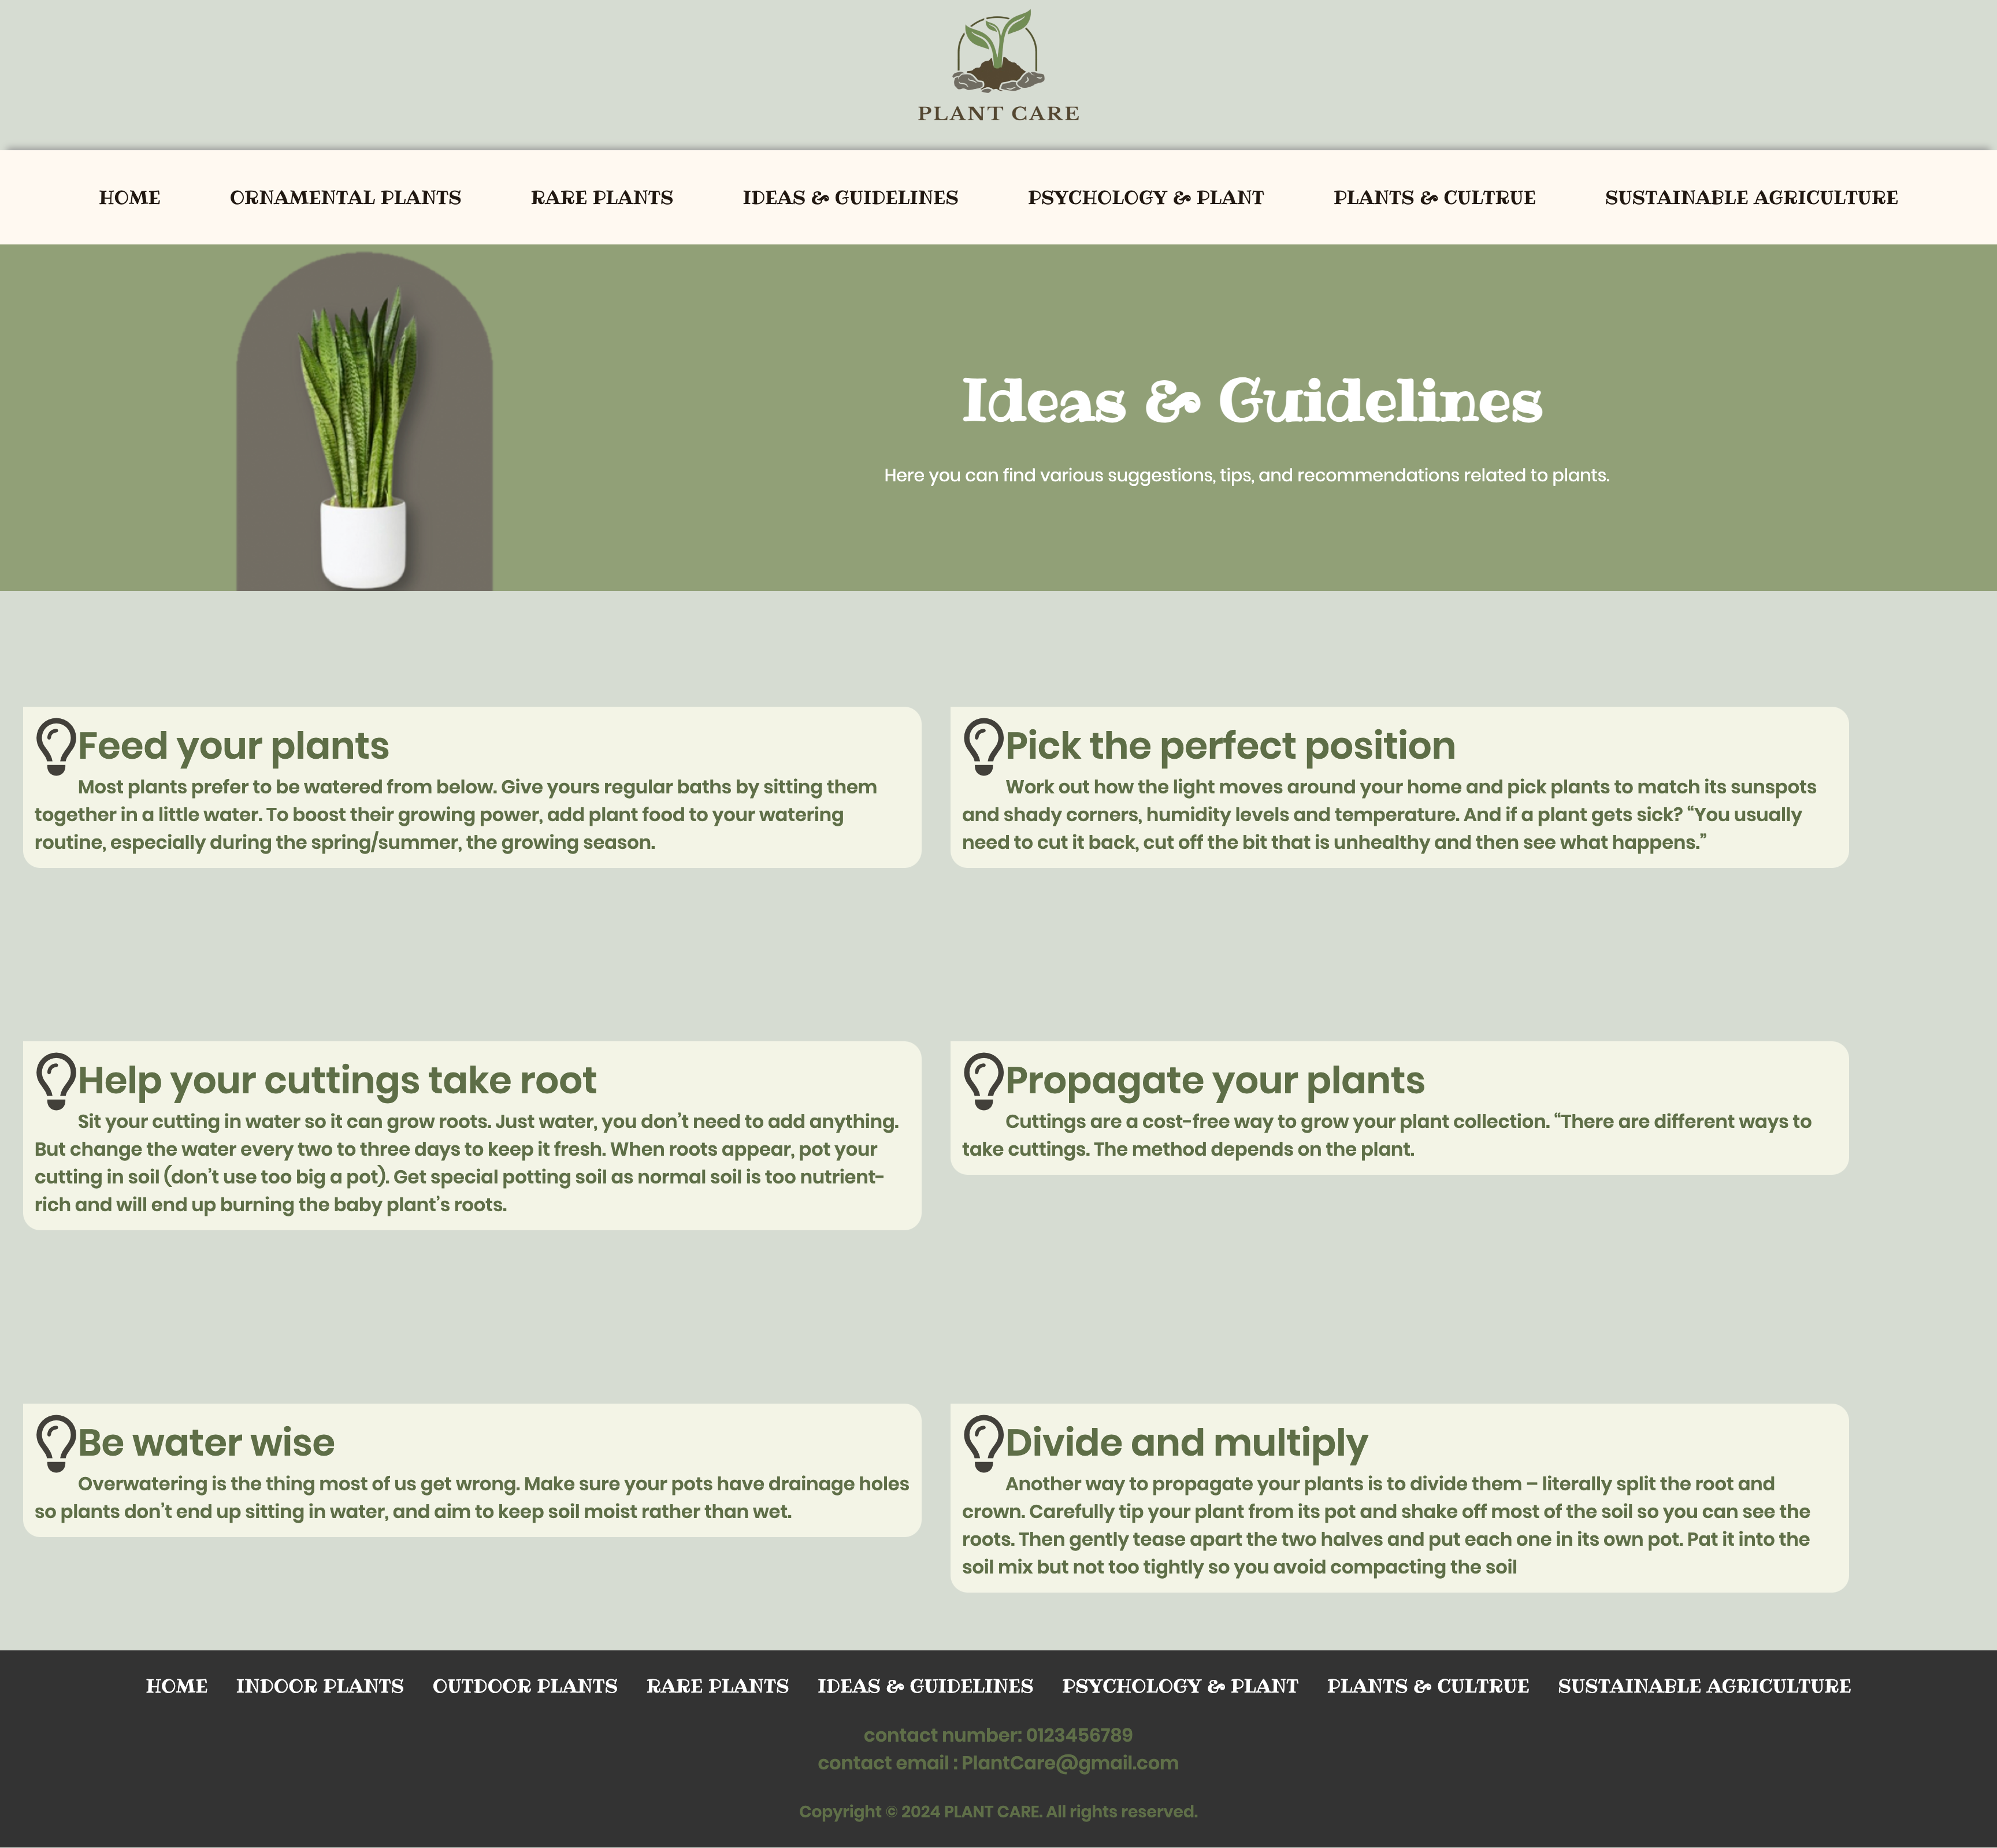 PLANT CARE
HOME ORNAMENTAL PLANTS RARE PLANTS IDEAS & GUIDELINES PSYCHOLOGY & PLANT PLANTS & CULTRUE SUSTAINABLE AGRICULTURE
Ideas & Guidelines
Here you can find various suggestions, tips, and recommendations related to plants.
Feed your plants
Most plants prefer to be watered from below. Give yours regular baths by sitting them
together in a little water. To boost their growing power, add plant food to your watering
routine, especially during the spring/summer, the growing season.
Pick the perfect position
Work out how the light moves around your home and pick plants to match its sunspots
and shady corners, humidity levels and temperature. And if a plant gets sick? “You usually
need to cut it back, cut off the bit that is unhealthy and then see what happens.”
Help your cuttings take root
Sit your cutting in water so it can grow roots. Just water, you don’t need to add anything.
But change the water every two to three days to keep it fresh. When roots appear, pot your
cutting in soil (don’t use too big a pot). Get special potting soil as normal soil is too nutrient-
rich and will end up burning the baby plant’s roots.
Propagate your plants
Cuttings are a cost-free way to grow your plant collection. “There are different ways to
take cuttings. The method depends on the plant.
Be water wise
Overwatering is the thing most of us get wrong. Make sure your pots have drainage holes
so plants don’t end up sitting in water, and aim to keep soil moist rather than wet.
Divide and multiply
Another way to propagate your plants is to divide them – literally split the root and
crown. Carefully tip your plant from its pot and shake off most of the soil so you can see the
roots. Then gently tease apart the two halves and put each one in its own pot. Pat it into the
soil mix but not too tightly so you avoid compacting the soil
HOME INDOOR PLANTS OUTDOOR PLANTS RARE PLANTS IDEAS & GUIDELINES PSYCHOLOGY & PLANT PLANTS & CULTRUE SUSTAINABLE AGRICULTURE
contact number: 0123456789
contact email : PlantCare@gmail.com
Copyright © 2024 PLANT CARE. All rights reserved.